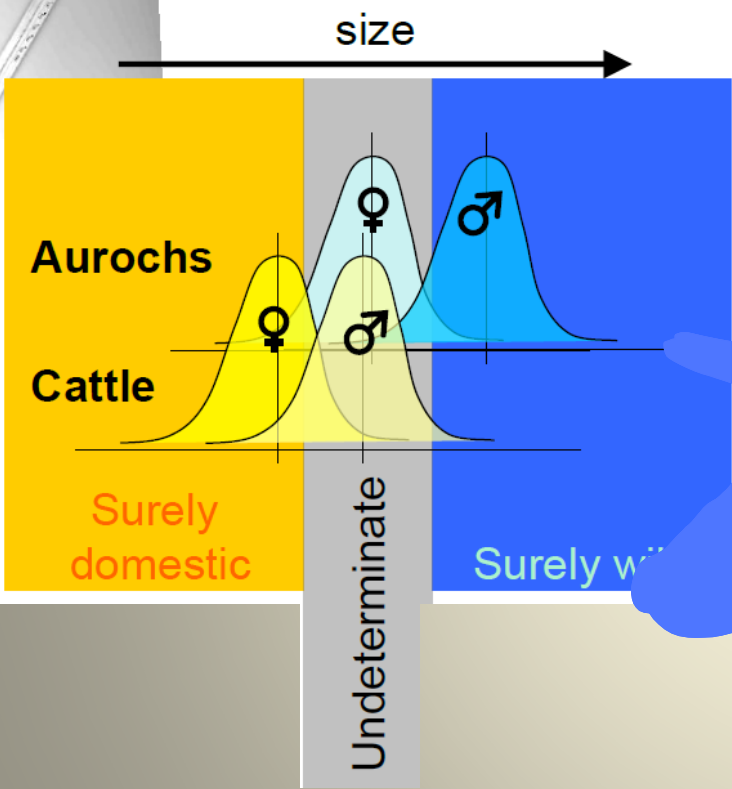 size
Aurochs
♀
♂
Cattle
♀
♂
Surely
domestic
Undeterminate
Surely